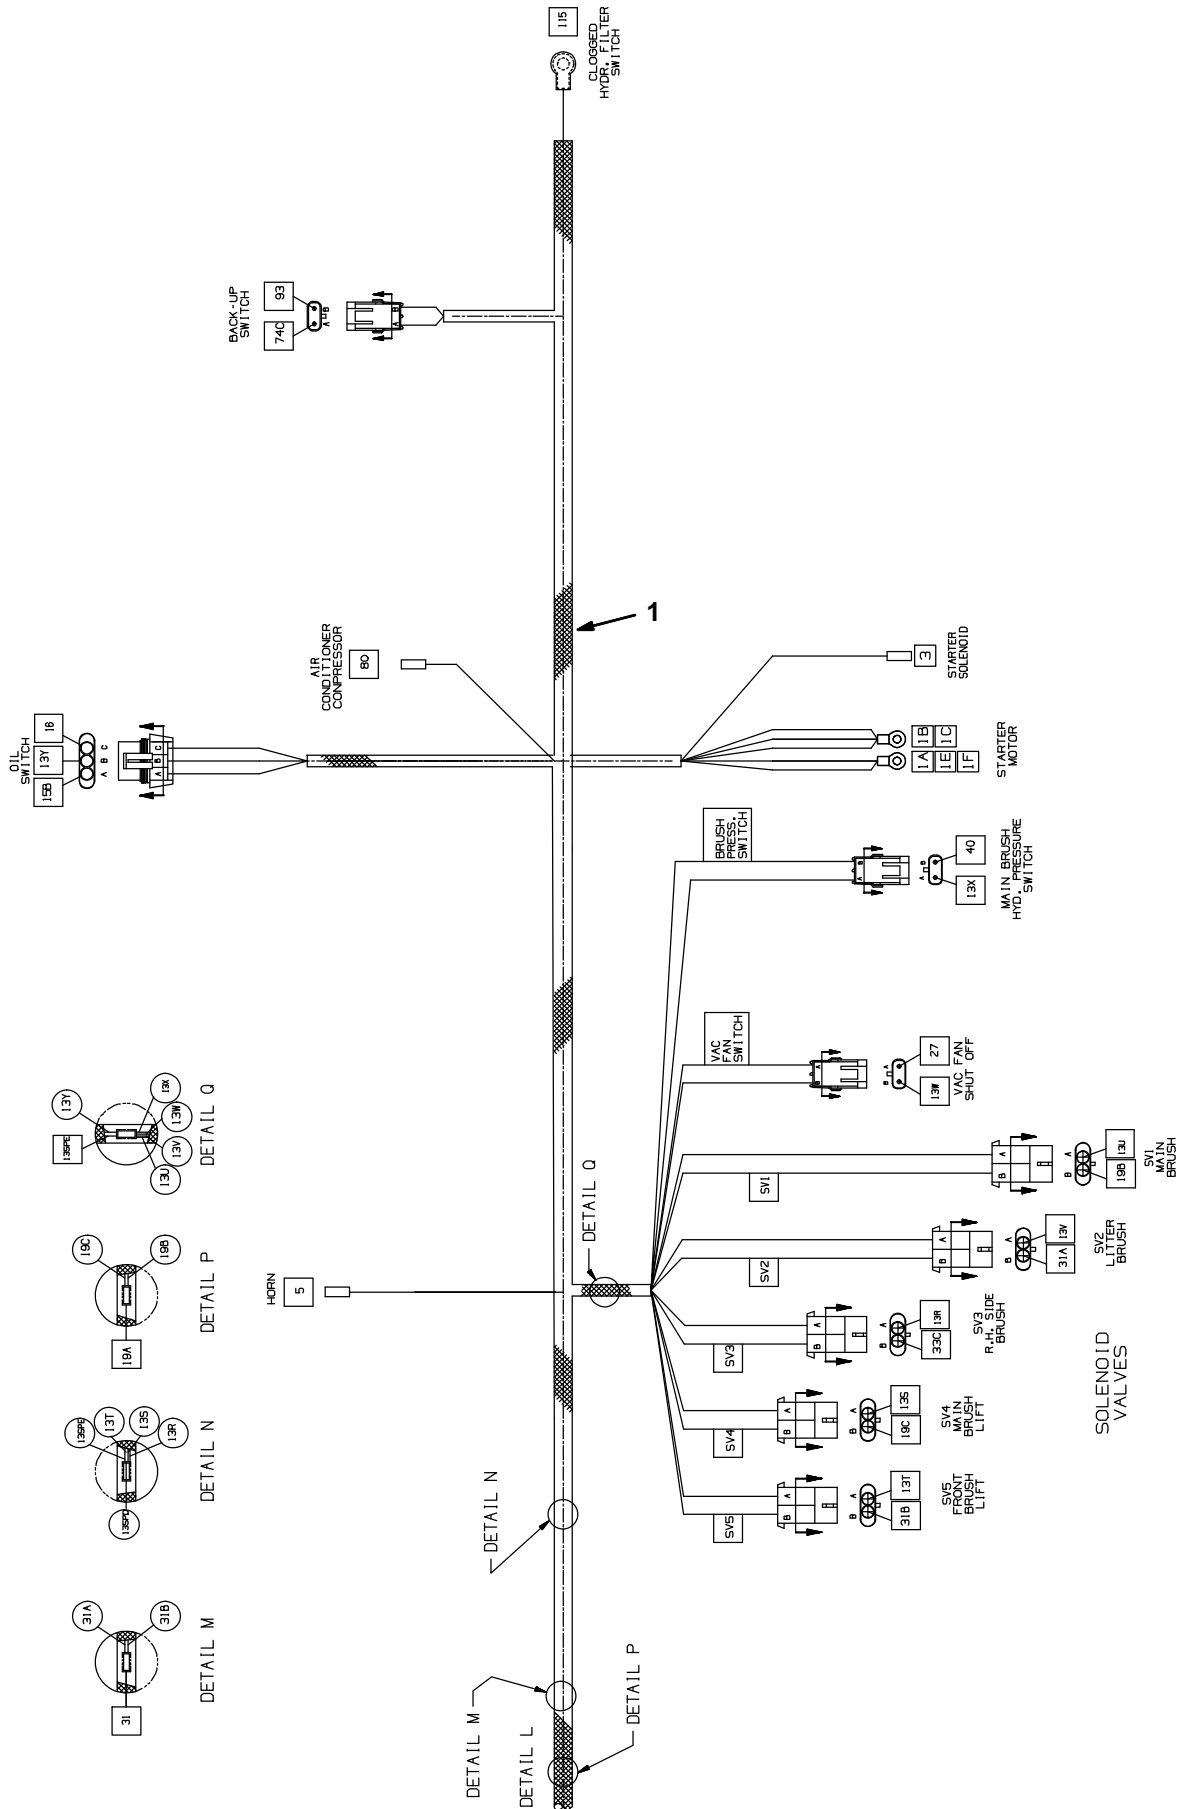 115
CLOGGED
HYDR. FILTER
SWITCH
BACK-UP
SWITCH
74C
93
A
B
A
B
AIR
CONDITIONER
CONPRESSOR
80
OIL
SWITCH
15B
13Y
16
A
B
C
A
B
C
1
3
STARTER
SOLENOID
1B
1C
1A
1E
1F
STARTER
MOTOR
BRUSH
PRESS.
SWITCH
A
B
A
B
13X
40
MAIN BRUSH
HYD. PRESSURE
SWITCH
VAC
FAN
SWITCH
B
A
B
A
13W
27
VAC FAN
SHUT OFF
13SPE
13Y
13X
13W
13V
13U
DETAIL Q
19C
19B
19A
DETAIL P
13SPE
13T
13S
13R
DETAIL N
31A
31B
31
DETAIL M
HORN
5
DETAIL Q
SV1
B
A
B
A
19B
13U
SV1
MAIN
BRUSH
SV2
B
A
B
A
31A
13V
SV2
LITTER
BRUSH
SV3
B
A
B
A
33C
13R
SV3
R.H. SIDE
BRUSH
SV4
B
A
B
A
19C
13S
SV4
MAIN
BRUSH
LIFT
SV5
B
A
B
A
31B
13T
SV5
FRONT
BRUSH
LIFT
SOLENOID
VALVES
DETAIL N
DETAIL M
DETAIL L
DETAIL P